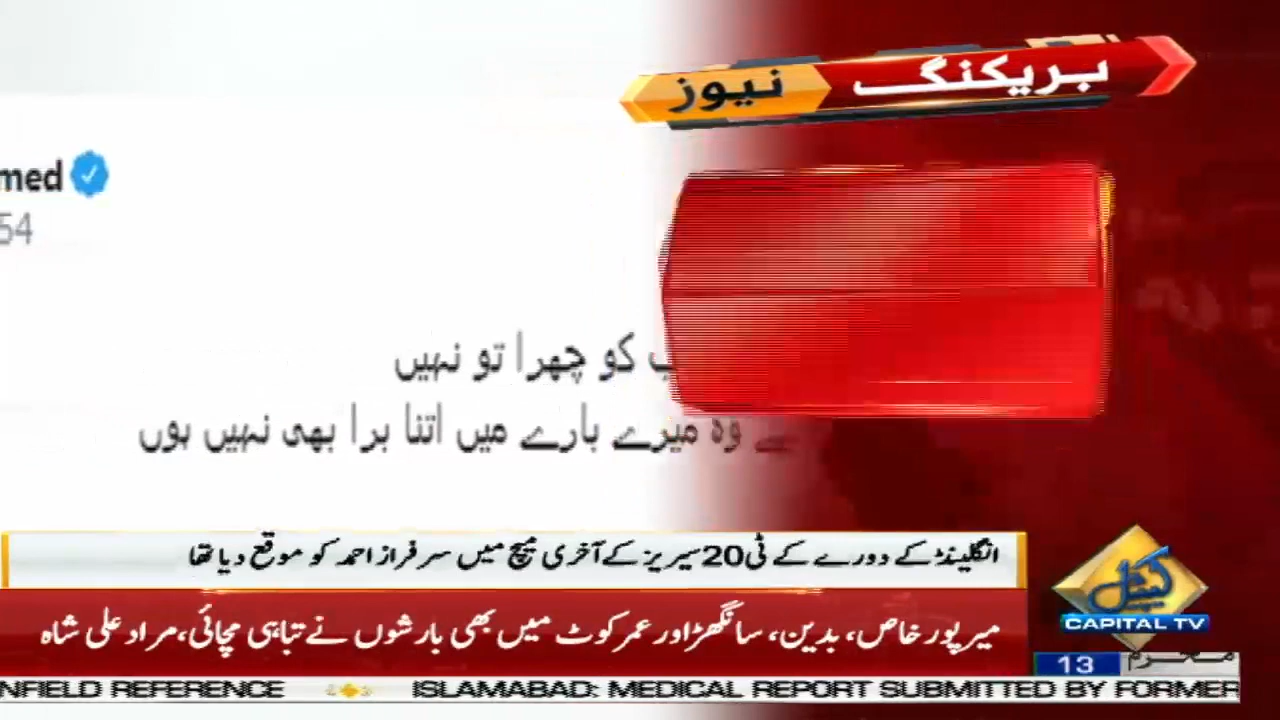 بریکنگ نیوز
med
54
کو چھرا تو نہیں
وہ میرے بارے میں اتنا برا بھی نہیں ہوں
انگلینڈ کے دورے کے ٹی20 سیریز کے آخری میچ میں سرفراز احمد کو موقع دیا تھا
میرپورخاص، بدین، سانگھڑ اور عمرکوٹ میں بھی بارشوں نے تباہی مچائی، مراد علی شاہ
کیپیٹل
CAPITAL TV
13 محرم
NFIELD REFERENCE ISLAMABAD: MEDICAL REPORT SUBMITTED BY FORMER